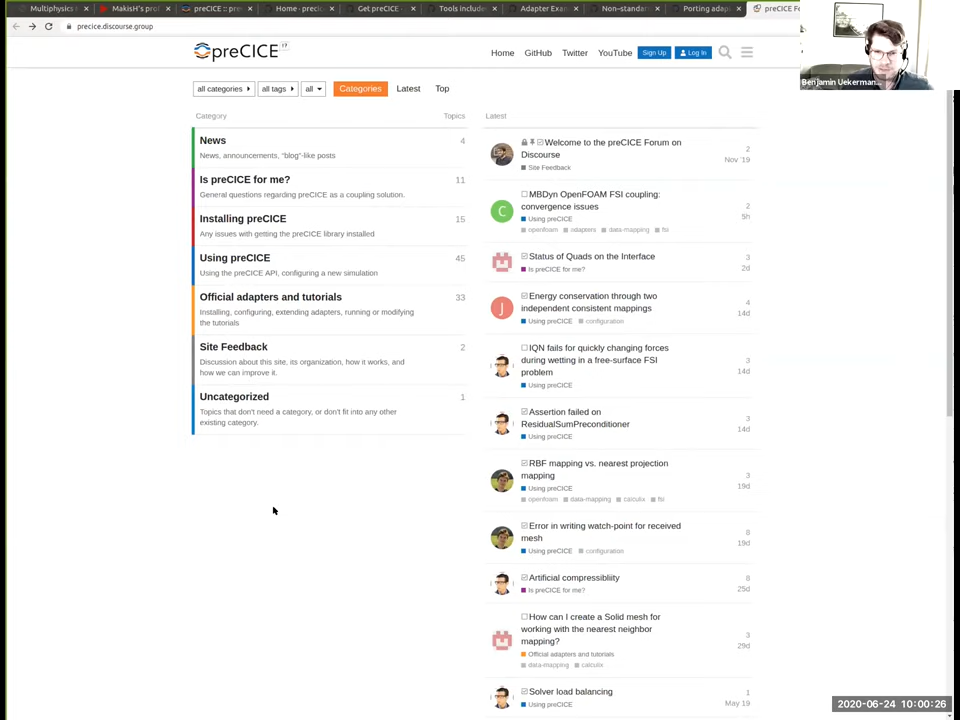 Multiphysics
MakisH's pro
preCICE :: pre
Home · preci
Get preCICE
Tools include
Adapter Exa
Non–standar
Porting adap
preCICE Fo
precice.discourse.group
preCICE 17
Home
GitHub
Twitter
YouTube
Sign Up
Log In
Benjamin Uekerman...
all categories
all tags
all
Categories
Latest
Top
Category
Topics
News
4
News, announcements, "blog"-like posts
Is preCICE for me?
11
General questions regarding preCICE as a coupling solution.
Installing preCICE
15
Any issues with getting the preCICE library installed
Using preCICE
45
Using the preCICE API, configuring a new simulation
Official adapters and tutorials
33
Installing, configuring, extending adapters, running or modifying
the tutorials
Site Feedback
2
Discussion about this site, its organization, how it works, and
how we can improve it.
Uncategorized
1
Topics that don't need a category, or don't fit into any other
existing category.
Latest
Welcome to the preCICE Forum on
Discourse
Site Feedback
2
Nov '19
C
MBDyn OpenFOAM FSI coupling:
convergence issues
Using preCICE
openfoam adapters data-mapping fsi
2
5h
Status of Quads on the Interface
Is preCICE for me?
3
2d
J
Energy conservation through two
independent consistent mappings
Using preCICE configuration
4
14d
IQN fails for quickly changing forces
during wetting in a free-surface FSI
problem
Using preCICE
3
14d
Assertion failed on
ResidualSumPreconditioner
Using preCICE
3
14d
RBF mapping vs. nearest projection
mapping
Using preCICE
openfoam data-mapping calculix fsi
3
19d
Error in writing watch-point for received
mesh
Using preCICE configuration
8
19d
Artificial compressibliity
Is preCICE for me?
8
25d
How can I create a Solid mesh for
working with the nearest neighbor
mapping?
Official adapters and tutorials
data-mapping calculix
3
29d
Solver load balancing
Using preCICE
1
May 19
2020-06-24 10:00:26